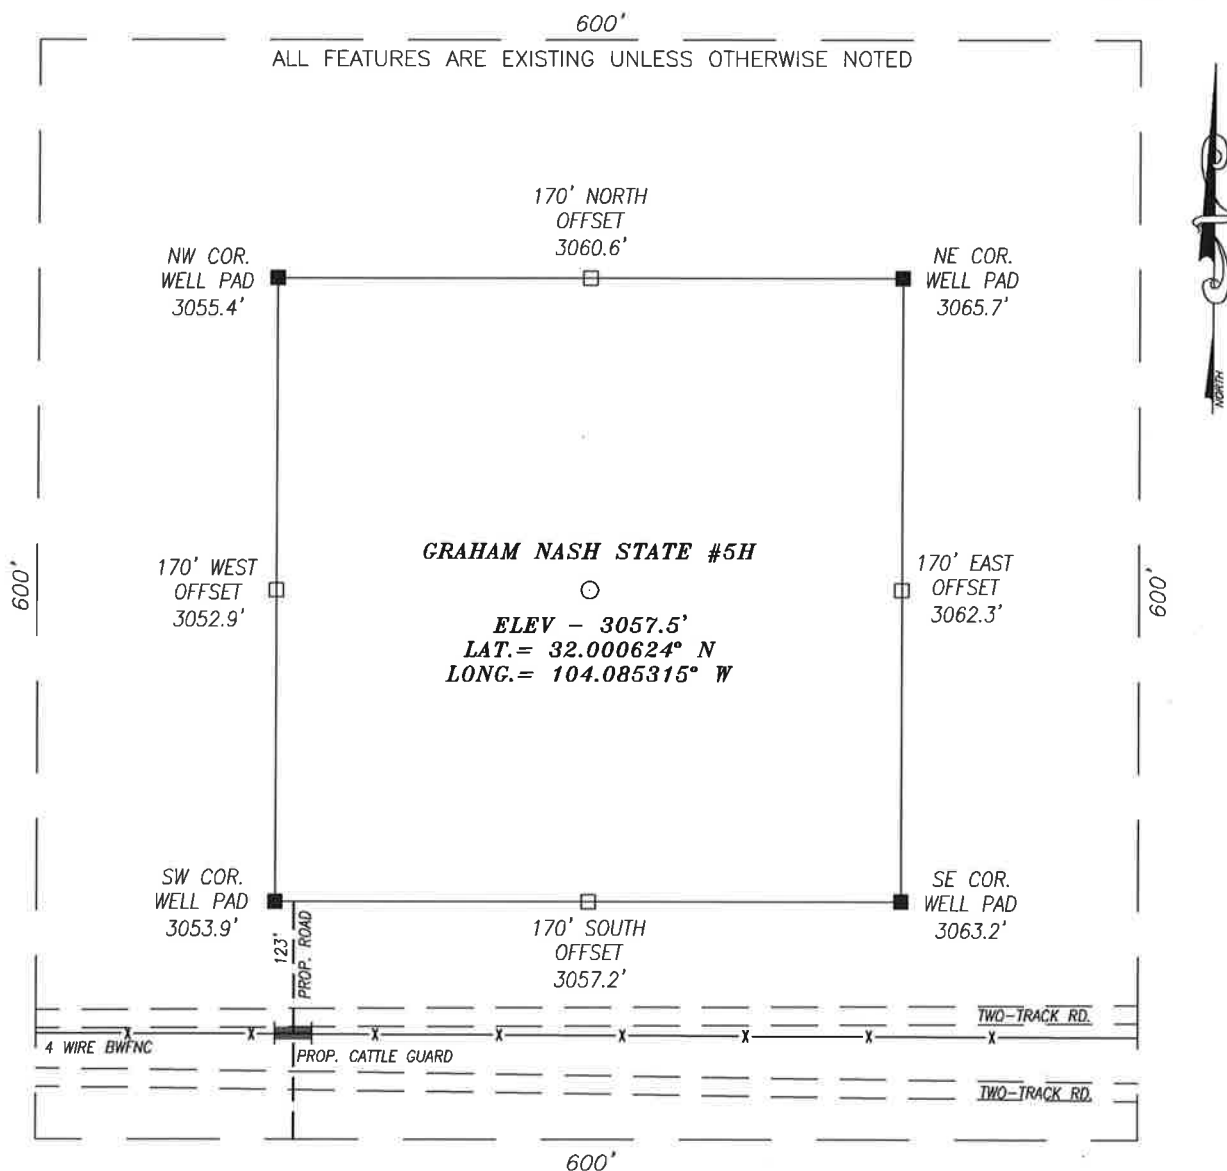 600'
ALL FEATURES ARE EXISTING UNLESS OTHERWISE NOTED
170' NORTH
OFFSET
3060.6'
NW COR.
WELL PAD
3055.4'
NE COR.
WELL PAD
3065.7'
NORTH
600'
170' WEST
OFFSET
3052.9'
GRAHAM NASH STATE #5H
ELEV - 3057.5'
LAT.= 32.000624° N
LONG.= 104.085315° W
170' EAST
OFFSET
3062.3'
600'
SW COR.
WELL PAD
3053.9'
123'
PROP. ROAD
170' SOUTH
OFFSET
3057.2'
SE COR.
WELL PAD
3063.2'
TWO-TRACK RD.
X X X X X X X X
4 WIRE BWFNC
PROP. CATTLE GUARD
TWO-TRACK RD.
600'